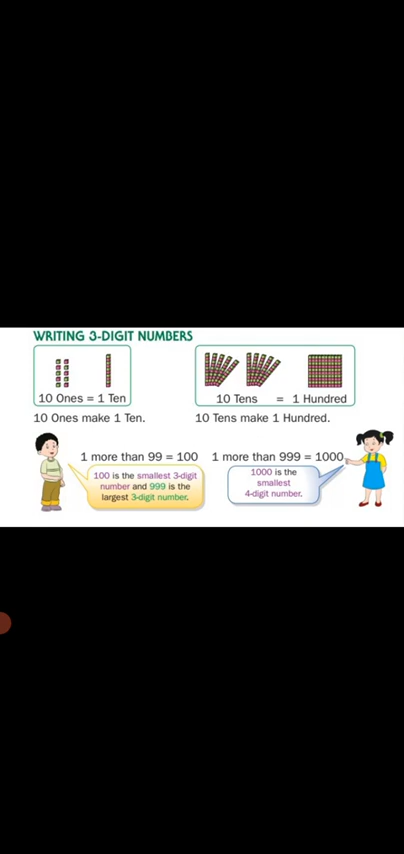 WRITING 3-DIGIT NUMBERS
10 Ones = 1 Ten
10 Tens = 1 Hundred
10 Ones make 1 Ten.
10 Tens make 1 Hundred.
1 more than 99 = 100
1 more than 999 = 1000
100 is the smallest 3-digit
number and 999 is the
largest 3-digit number.
1000 is the
smallest
4-digit number.